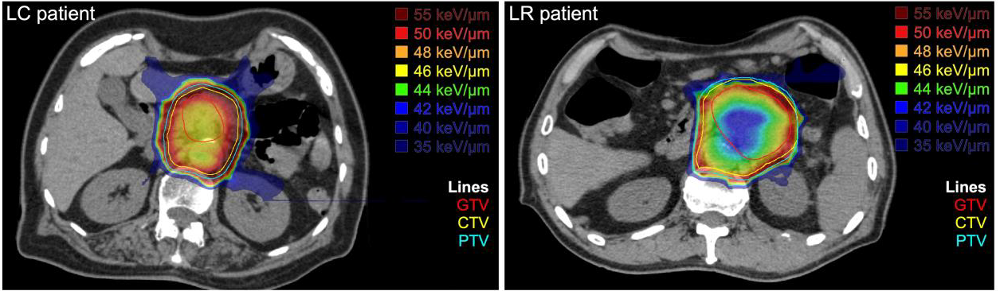 LC patient
55 keV/µm
50 keV/µm
48 keV/µm
46 keV/µm
44 keV/µm
42 keV/µm
40 keV/µm
35 keV/µm
Lines
GTV
CTV
PTV
LR patient
55 keV/µm
50 keV/µm
48 keV/µm
46 keV/µm
44 keV/µm
42 keV/µm
40 keV/µm
35 keV/µm
Lines
GTV
CTV
PTV